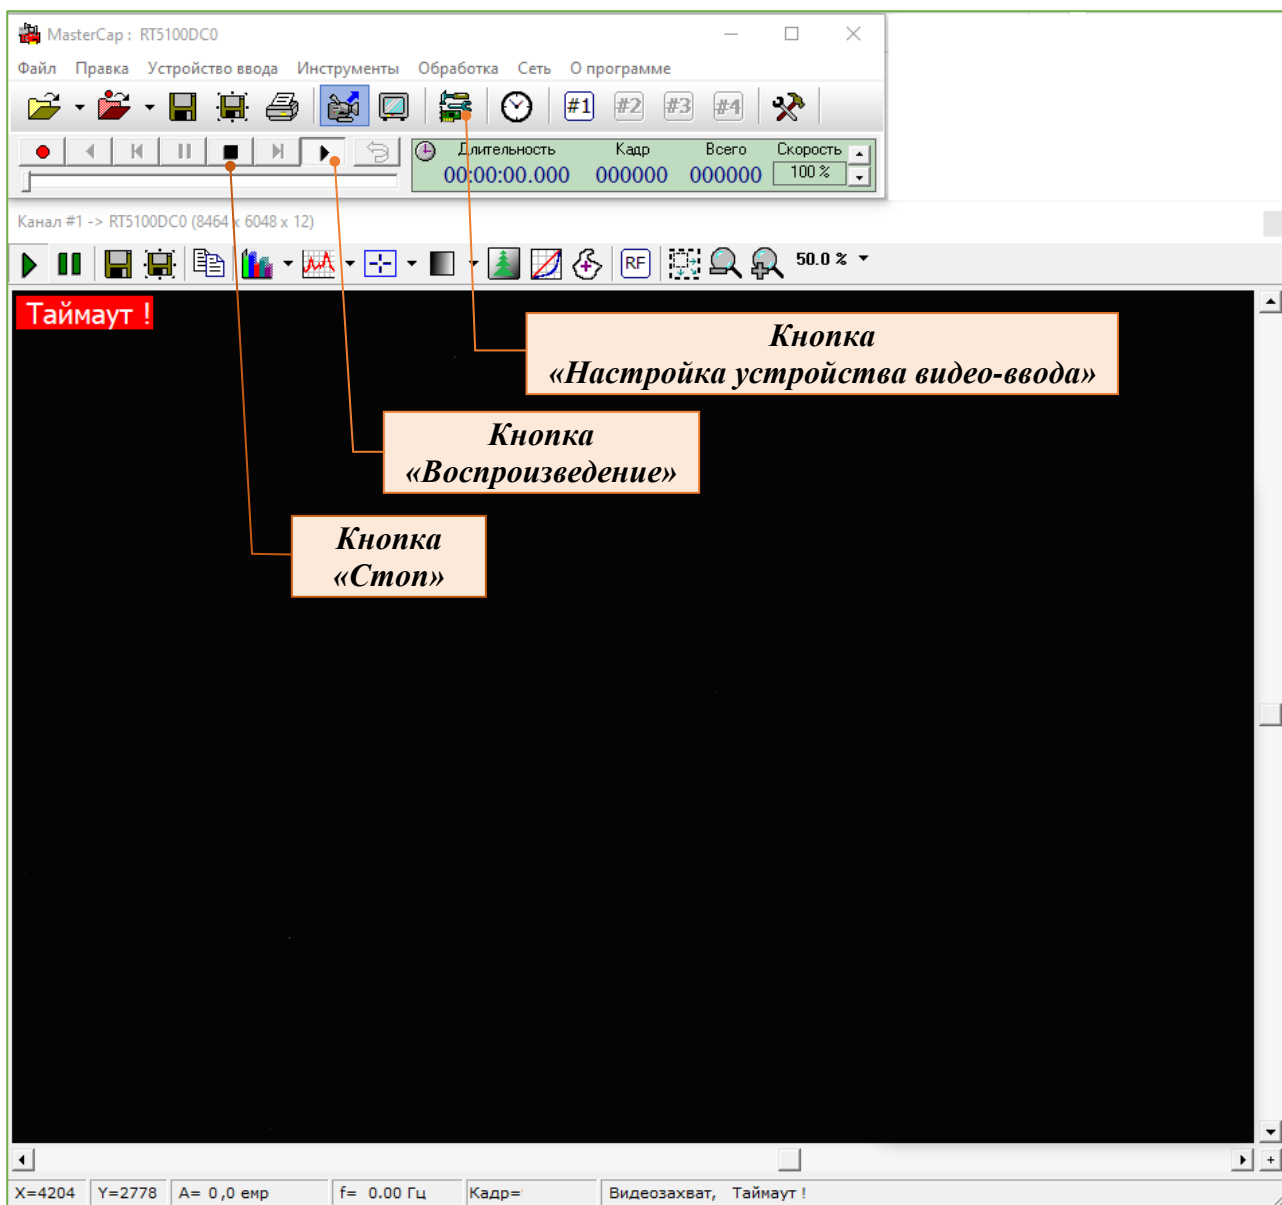 MasterCap : RT5100DC0
Файл Правка Устройство ввода Инструменты Обработка Сеть О программе
#1 #2 #3 #4
Длительность Кадр Всего Скорость
00:00:00.000 000000 000000 100 %
Канал #1 -> RT5100DC0 (8464 x 6048 x 12)
RF 50.0 %
Таймаут !
Кнопка
«Настройка устройства видео-ввода»
Кнопка
«Воспроизведение»
Кнопка
«Стоп»
X=4204 Y=2778 A= 0,0 емр f= 0.00 Гц Кадр= Видеозахват, Таймаут !